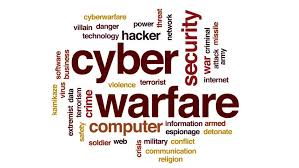 cyberwarfare
power
threat
villain
danger
network
war
criminal
attack
missile
army
technology
hacker
security
cyber
software
business
virus
kamikaze
violence
terrorist
internet
extremist
data
terrorism
crime
warfare
safety
computer
information
armed
espionage
detonate
soldier
web
crisis
military
conflict
communication
religion